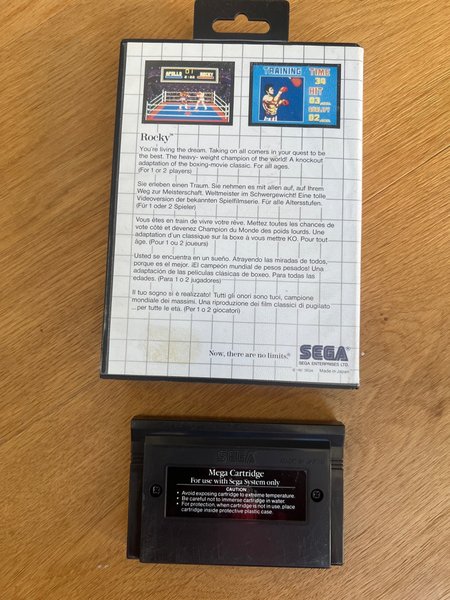 APOLLO 01 ROCKY
TRAINING TIME
34
HIT
03
02
Rocky™
You're living the dream. Taking on all comers in your quest to be
the best. The heavy- weight champion of the world! A knockout
adaptation of the boxing-movie classic. For all ages.
(For 1 or 2 players)
Sie erleben einen Traum. Sie nehmen es mit allen auf, auf Ihrem
Weg zur Meisterschaft. Weltmeister im Schwergewicht! Eine tolle
Videoversion der bekannten Spielfilmserie. Für alle Altersstufen.
(Für 1 oder 2 Spieler)
Vous êtes en train de vivre votre rêve. Mettez toutes les chances de
votre côté et devenez Champion du Monde des poids lourds. Une
adaptation d'un classique sur la boxe à vous mettre KO. Pour tout
âge. (Pour 1 ou 2 joueurs)
Usted se encuentra en un sueño. Atrayendo las miradas de todos,
porque es él mejor. ¡El campeón mundial de pesos pesados! Una
adaptación de las películas clásicas de boxeo. Para todas las
edades. (Para 1 o 2 jugadores)
Il tuo sogno si è realizzato! Tutti gli onori sono tuoi, campione
mondiale dei massimi. Una riproduzione dei film classici di pugilato
... per tutte le età. (Per 1 o 2 giocatori)
Now, there are no limits.
SEGA®
SEGA ENTERPRISES LTD.
Made in Japan
SEGA
Mega Cartridge
For use with Sega System only
CAUTION
• Avoid exposing cartridge to extreme temperature.
• Be careful not to immerse cartridge in water.
• For protection, when cartridge is not in use, place
cartridge inside protective plastic case.